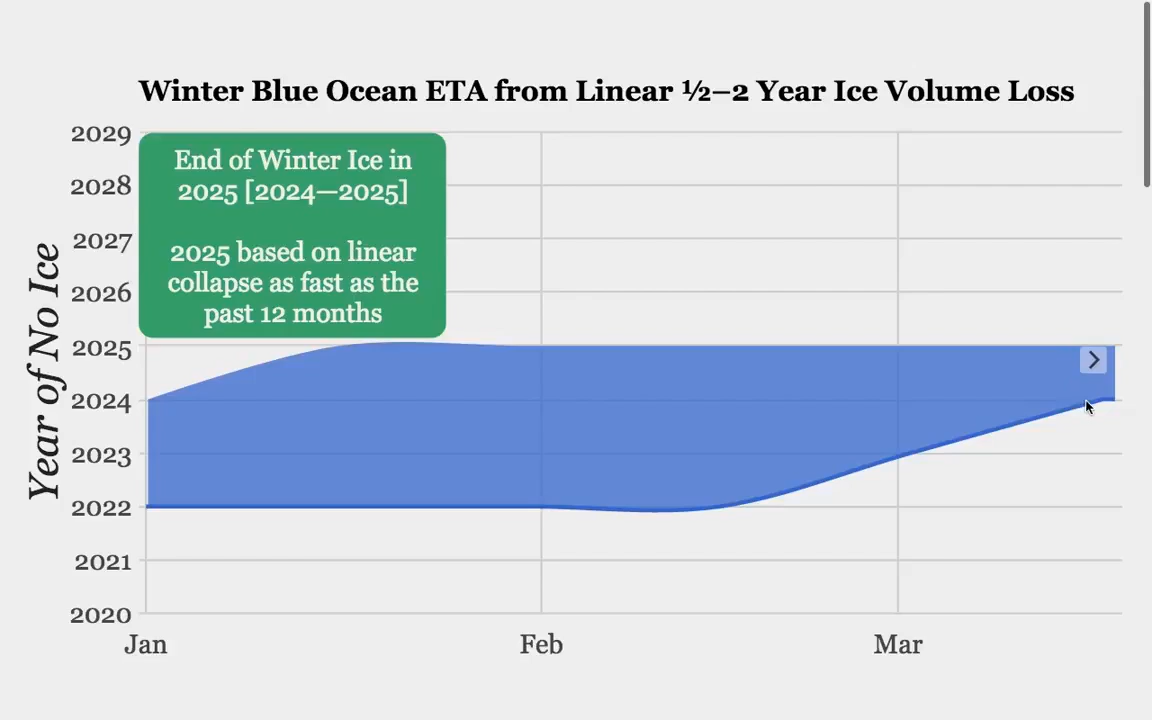 Winter Blue Ocean ETA from Linear ½–2 Year Ice Volume Loss
Year of No Ice
2029
2028
2027
2026
2025
2024
2023
2022
2021
2020
End of Winter Ice in
2025 [2024—2025]
2025 based on linear
collapse as fast as the
past 12 months
Jan
Feb
Mar